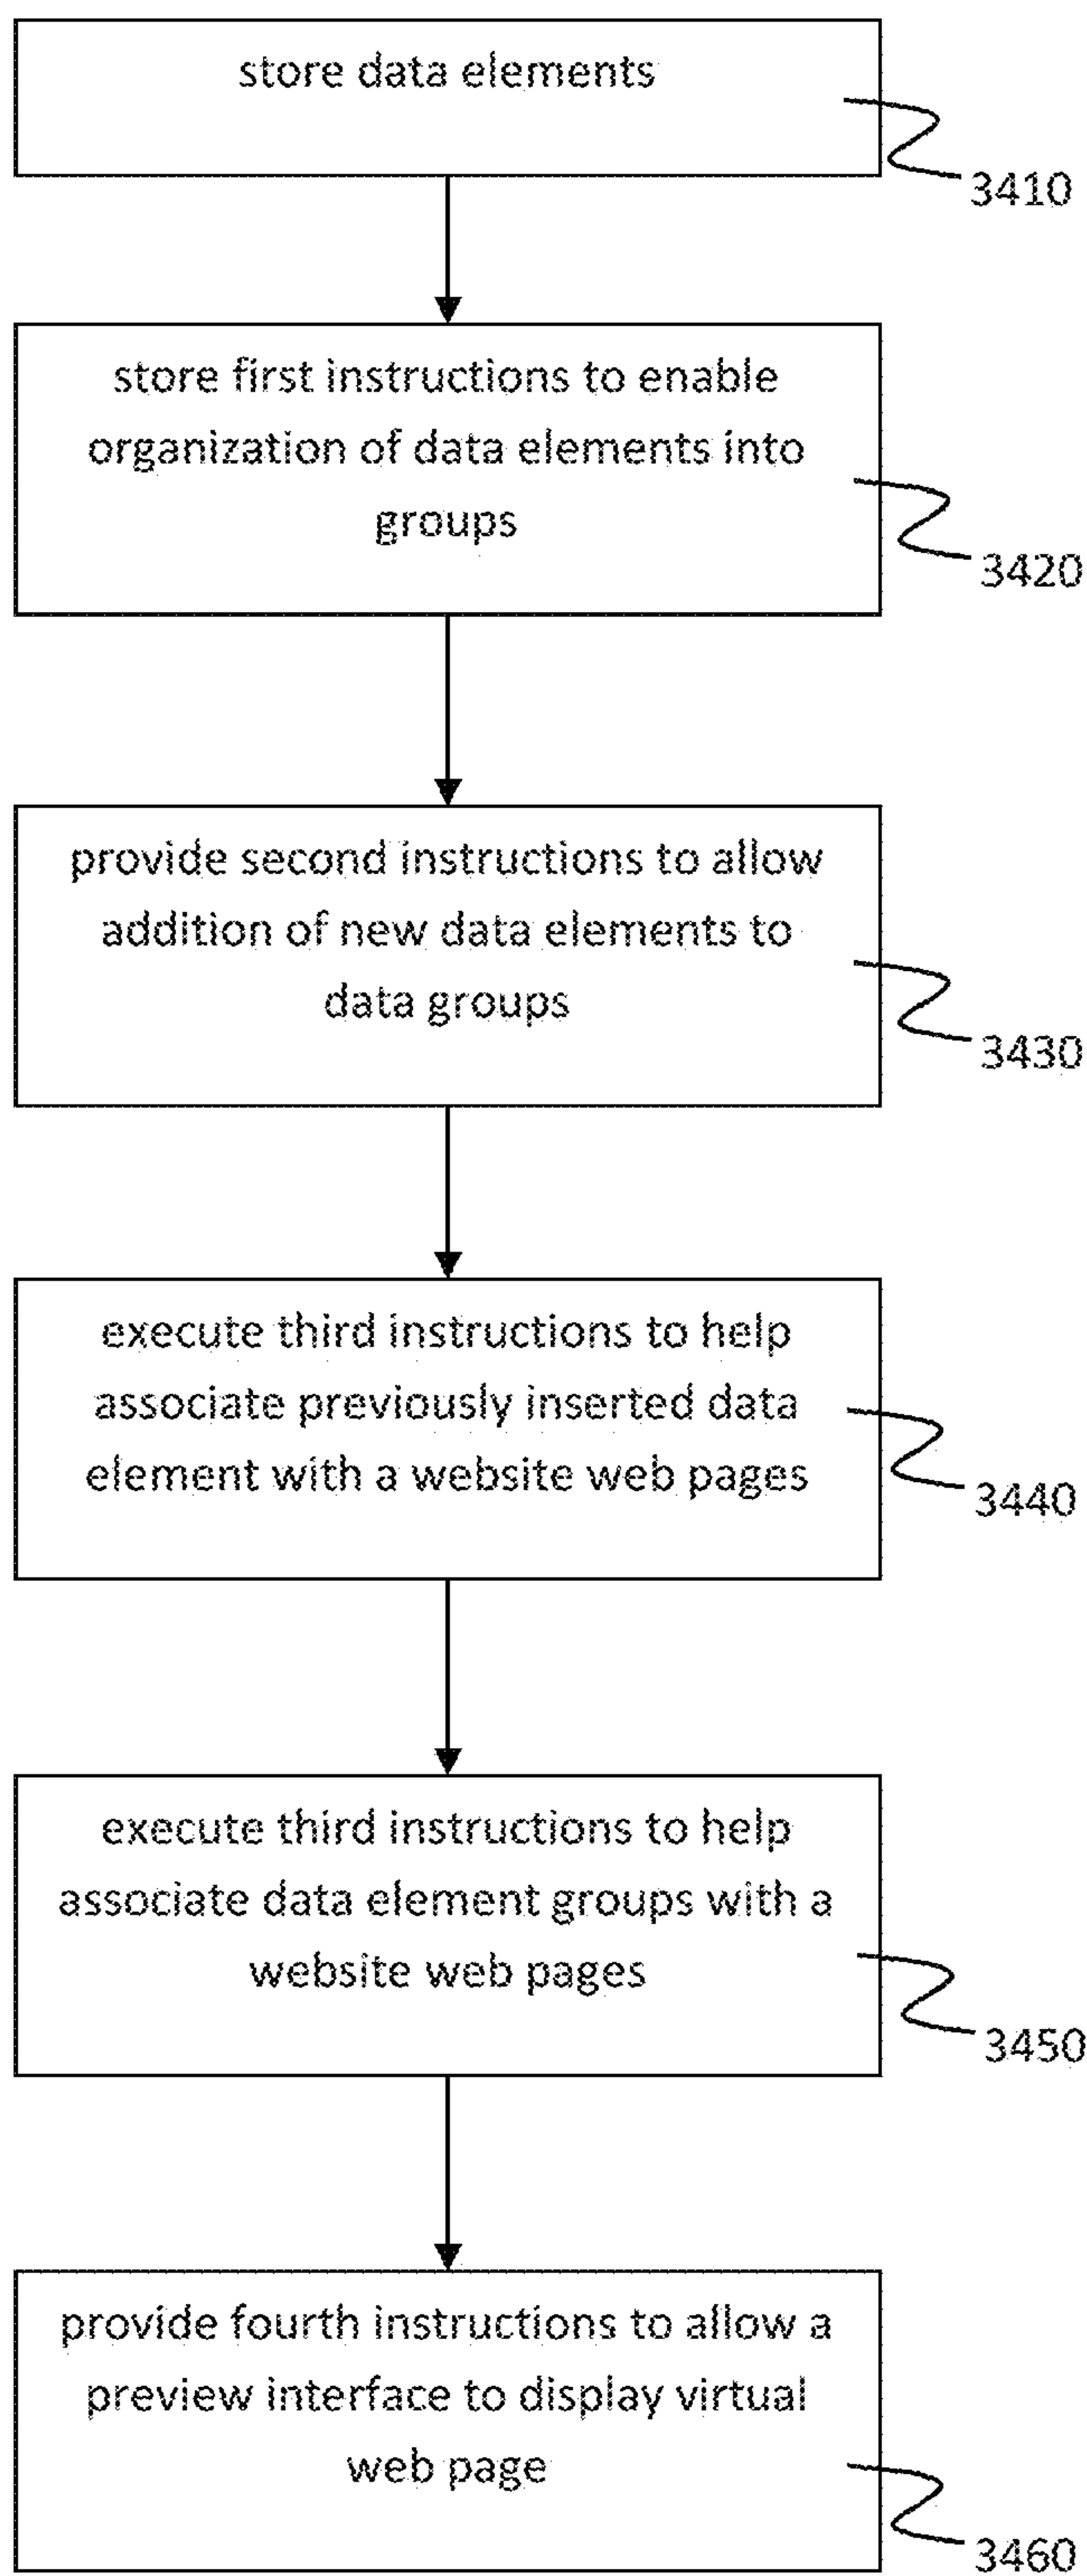 store data elements
3410
store first instructions to enable
organization of data elements into
groups
3420
provide second instructions to allow
addition of new data elements to
data groups
3430
execute third instructions to help
associate previously inserted data
element with a website web pages
3440
execute third instructions to help
associate data element groups with a
website web pages
3450
provide fourth instructions to allow a
preview interface to display virtual
web page
3460